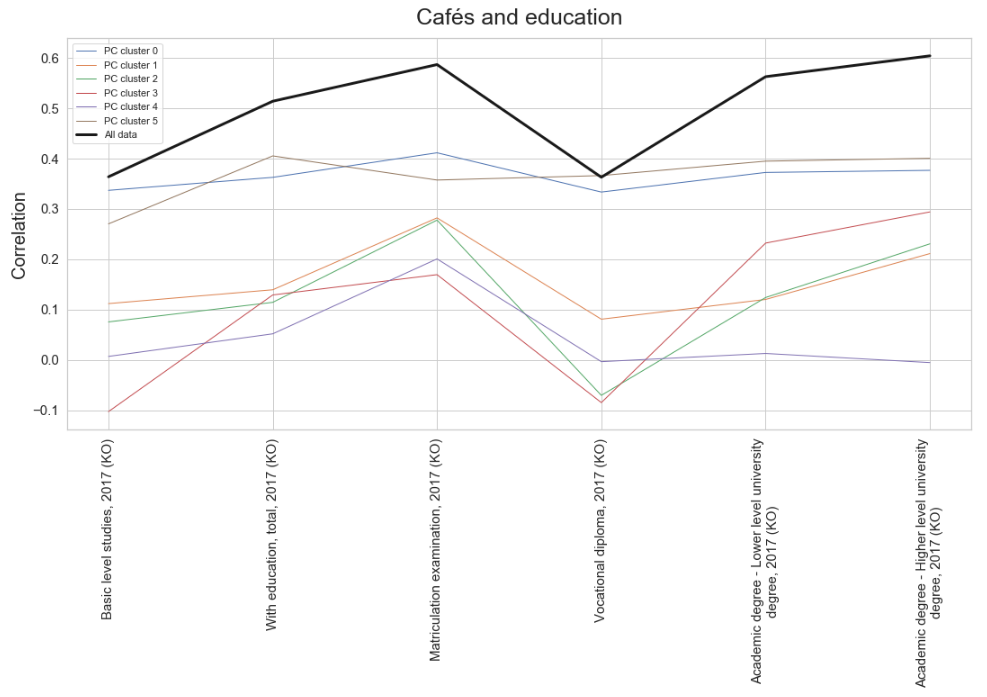 Cafés and education
PC cluster 0
PC cluster 1
PC cluster 2
PC cluster 3
PC cluster 4
PC cluster 5
All data
Correlation
0.6
0.5
0.4
0.3
0.2
0.1
0.0
−0.1
Basic level studies, 2017 (KO)
With education, total, 2017 (KO)
Matriculation examination, 2017 (KO)
Vocational diploma, 2017 (KO)
Academic degree - Lower level university
degree, 2017 (KO)
Academic degree - Higher level university
degree, 2017 (KO)